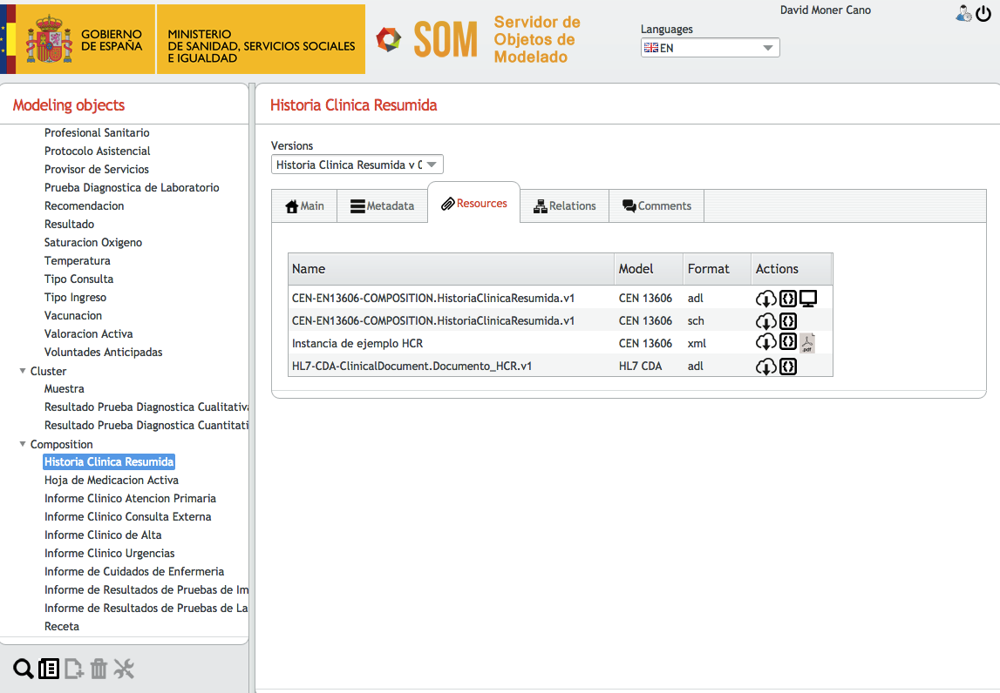 GOBIERNO
DE ESPAÑA
MINISTERIO
DE SANIDAD, SERVICIOS SOCIALES
E IGUALDAD
SOM
Servidor de
Objetos de
Modelado
David Moner Cano
Languages
EN
Modeling objects
Profesional Sanitario
Protocolo Asistencial
Provisor de Servicios
Prueba Diagnostica de Laboratorio
Recomendacion
Resultado
Saturacion Oxigeno
Temperatura
Tipo Consulta
Tipo Ingreso
Vacunacion
Valoracion Activa
Voluntades Anticipadas
Cluster
Muestra
Resultado Prueba Diagnostica Cualitativa
Resultado Prueba Diagnostica Cuantitati
Composition
Historia Clinica Resumida
Hoja de Medicacion Activa
Informe Clinico Atencion Primaria
Informe Clinico Consulta Externa
Informe Clinico de Alta
Informe Clinico Urgencias
Informe de Cuidados de Enfermeria
Informe de Resultados de Pruebas de Im
Informe de Resultados de Pruebas de La
Receta
Historia Clinica Resumida
Versions
Historia Clinica Resumida v 0
Main Metadata Resources Relations Comments
Name Model Format Actions
CEN-EN13606-COMPOSITION.HistoriaClinicaResumida.v1 CEN 13606 adl
CEN-EN13606-COMPOSITION.HistoriaClinicaResumida.v1 CEN 13606 sch
Instancia de ejemplo HCR CEN 13606 xml .pdf
HL7-CDA-ClinicalDocument.Documento_HCR.v1 HL7 CDA adl